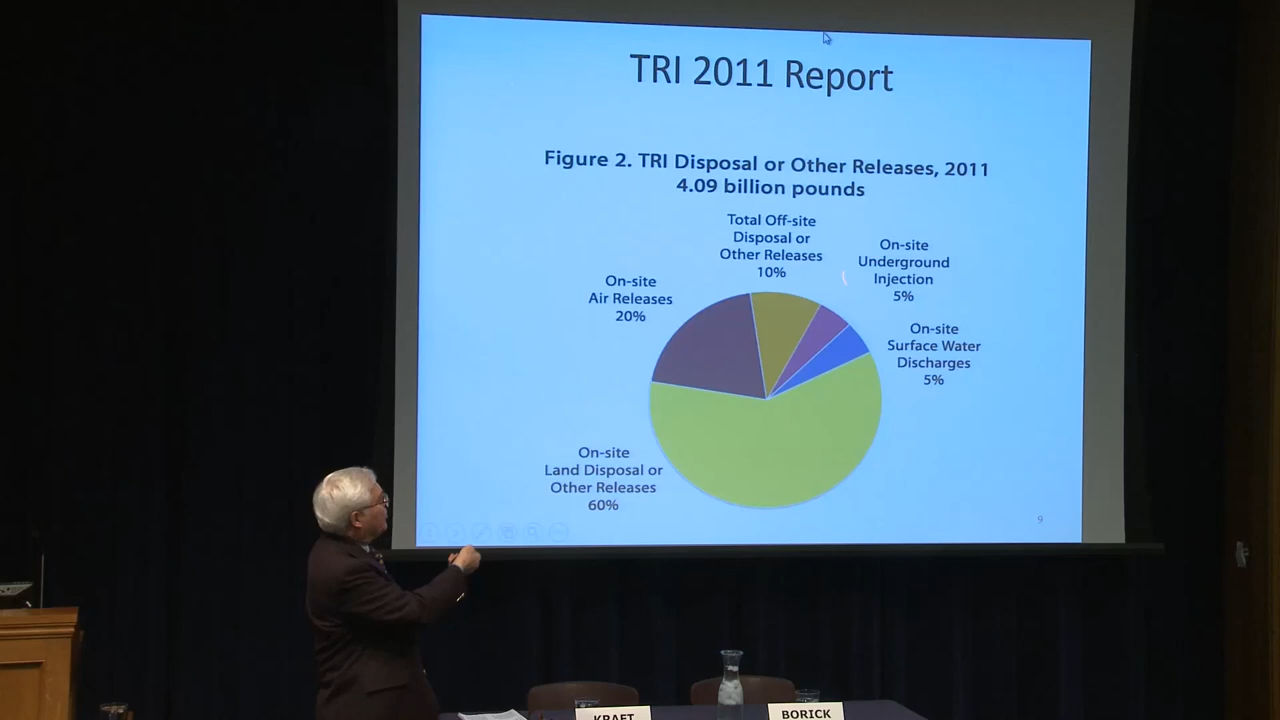 TRI 2011 Report
Figure 2. TRI Disposal or Other Releases, 2011
4.09 billion pounds
Total Off-site
Disposal or
Other Releases
10%
On-site
Underground
Injection
5%
On-site
Air Releases
20%
On-site
Surface Water
Discharges
5%
On-site
Land Disposal or
Other Releases
60%
9
KRAFT
BORICK